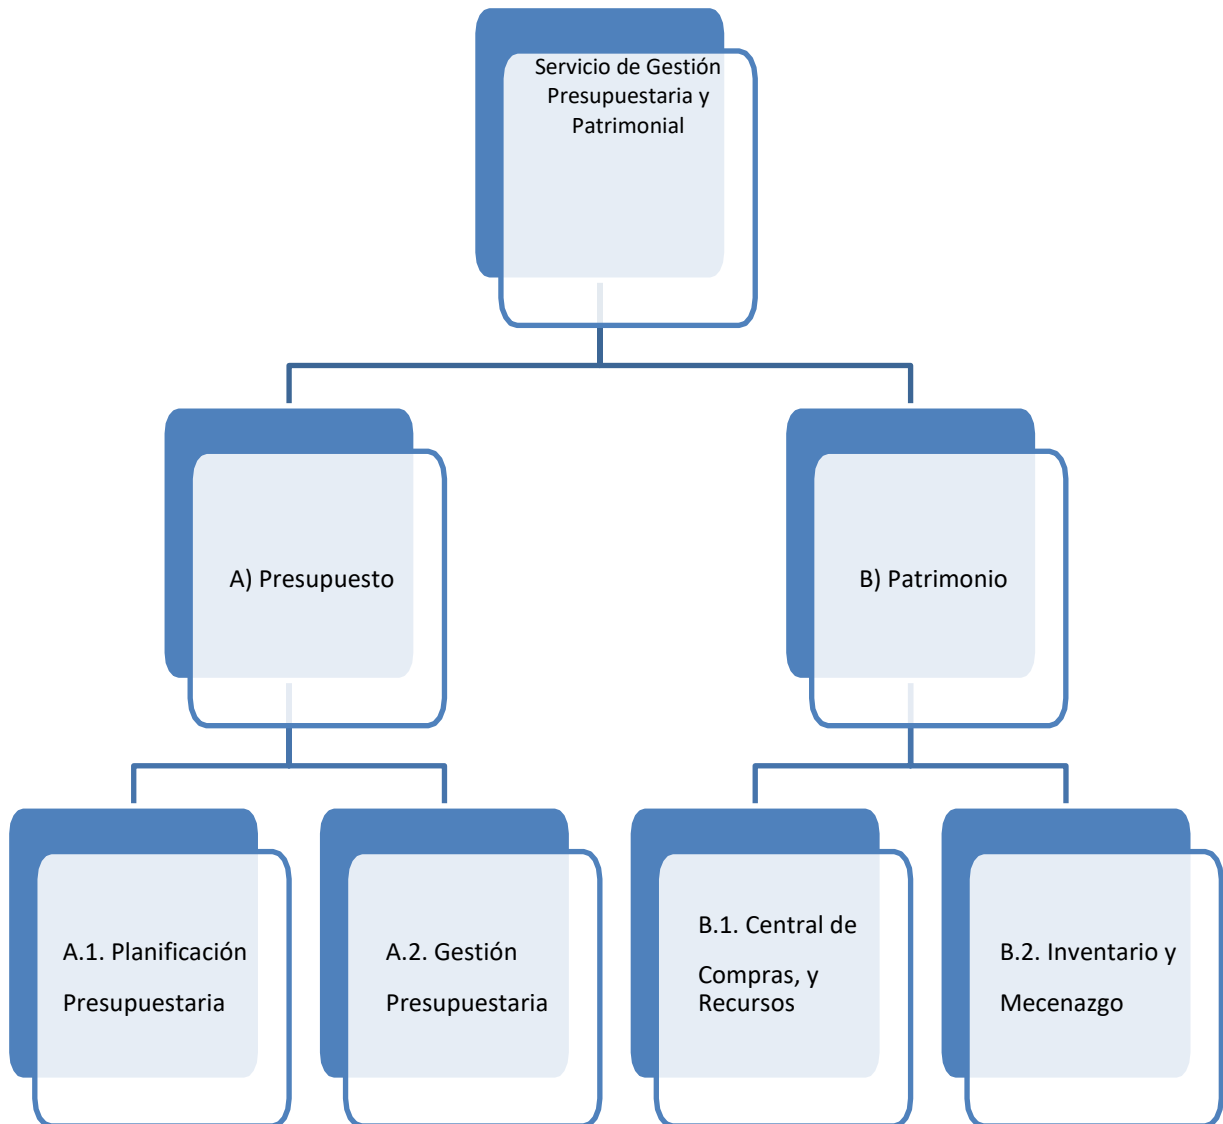 Servicio de Gestión
Presupuestaria y
Patrimonial
A) Presupuesto
B) Patrimonio
A.1. Planificación
Presupuestaria
A.2. Gestión
Presupuestaria
B.1. Central de
Compras, y
Recursos
B.2. Inventario y
Mecenazgo